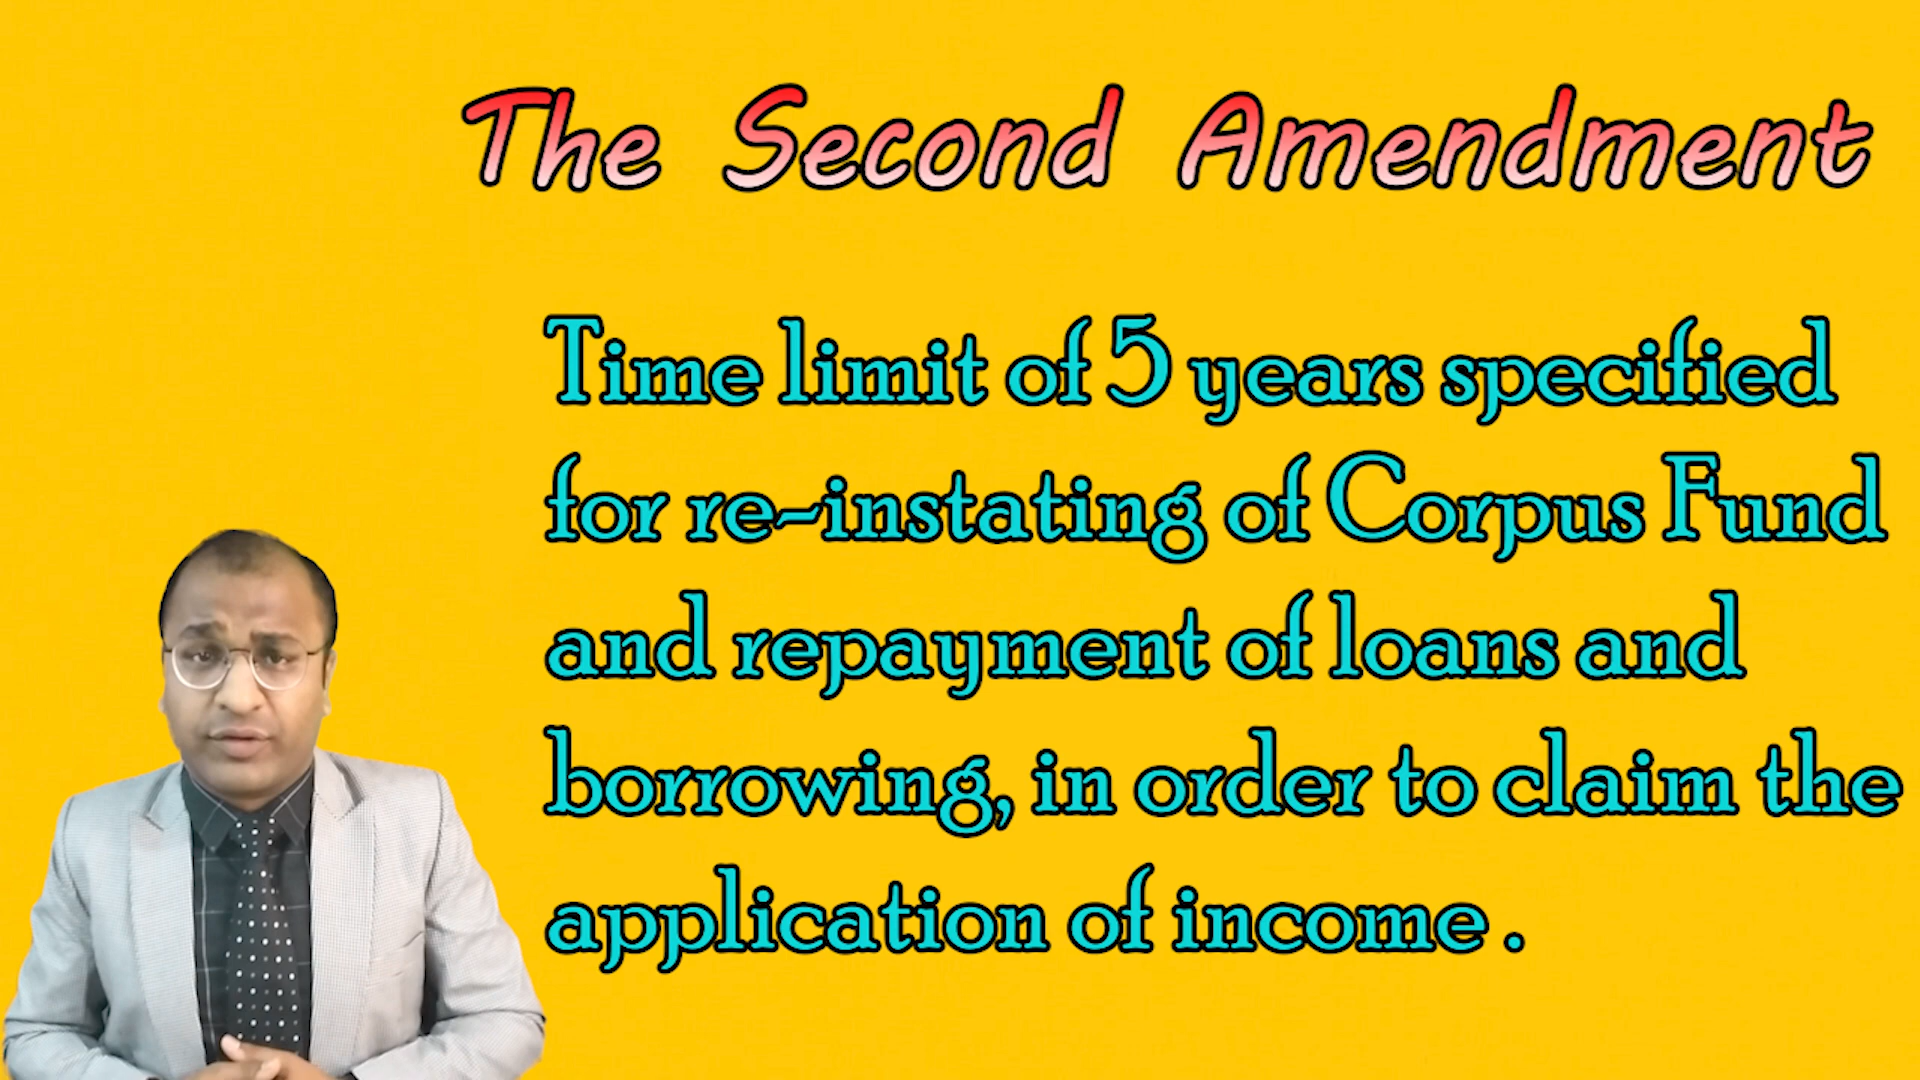 The Second Amendment
Time limit of 5 years specified
for re-instating of Corpus Fund
and repayment of loans and
borrowing, in order to claim the
application of income .